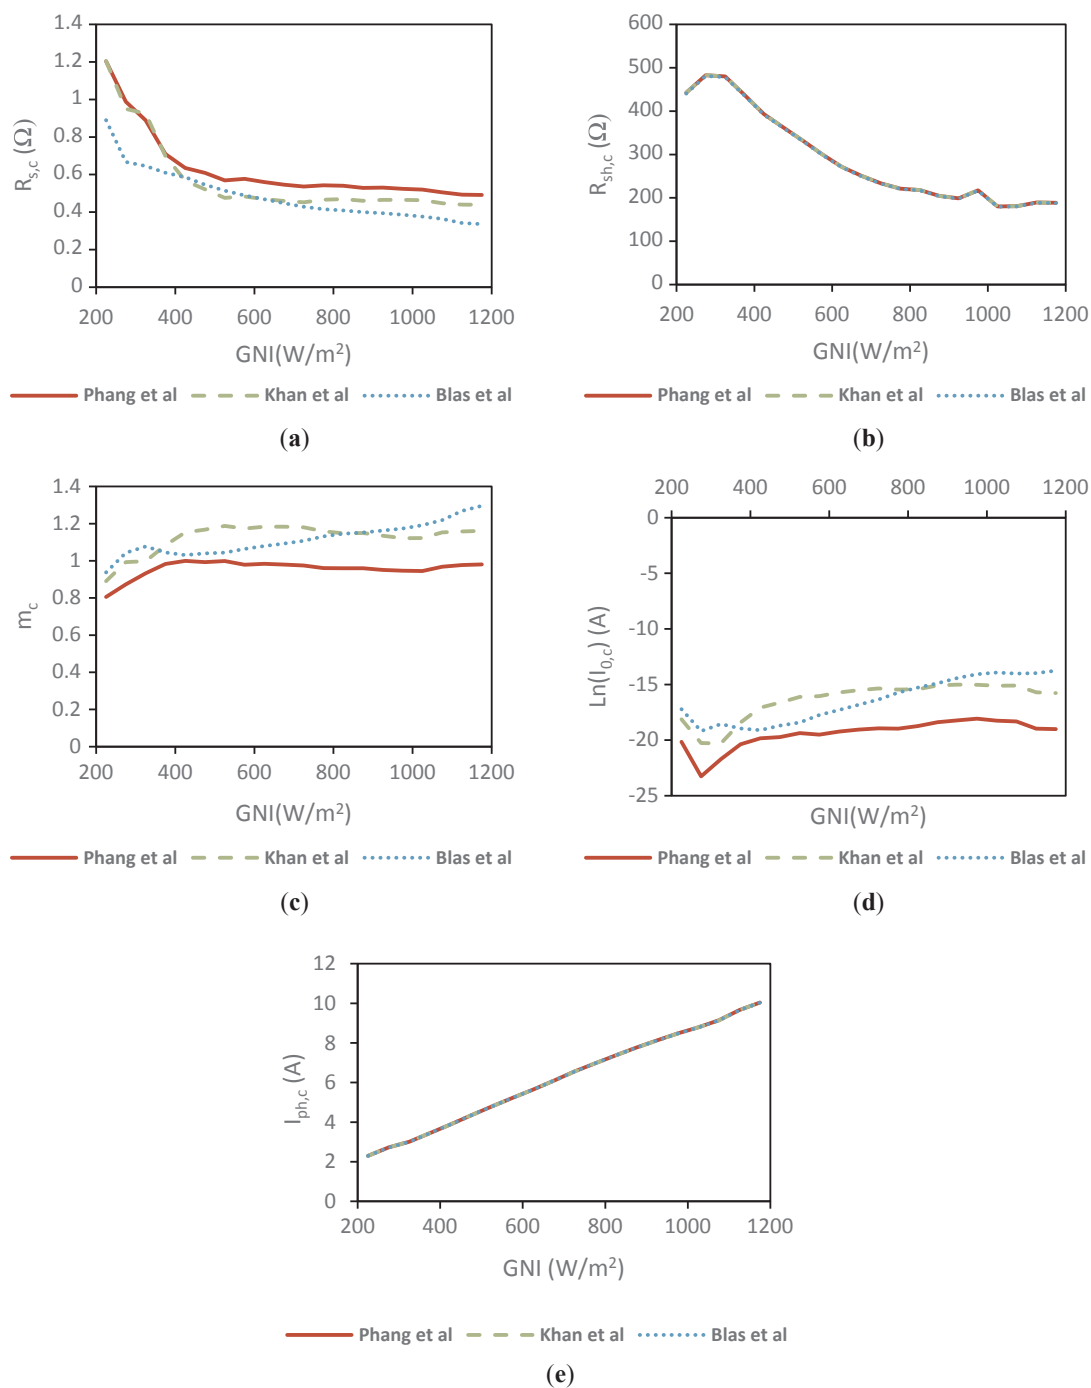 1.4
1.2
1
0.8
0.6
0.4
0.2
0
R_s,c (Ω)
200 400 600 800 1000 1200
GNI(W/m²)
Phang et al Khan et al Blas et al
(a)
600
500
400
300
200
100
0
R_sh,c (Ω)
200 400 600 800 1000 1200
GNI(W/m²)
Phang et al Khan et al Blas et al
(b)
1.4
1.2
1
0.8
0.6
0.4
0.2
0
m_c
200 400 600 800 1000 1200
GNI(W/m²)
Phang et al Khan et al Blas et al
(c)
200 400 600 800 1000 1200
0
-5
-10
-15
-20
-25
Ln(I_0,c) (A)
GNI(W/m²)
Phang et al Khan et al Blas et al
(d)
12
10
8
6
4
2
0
I_ph,c (A)
200 400 600 800 1000 1200
GNI (W/m²)
Phang et al Khan et al Blas et al
(e)